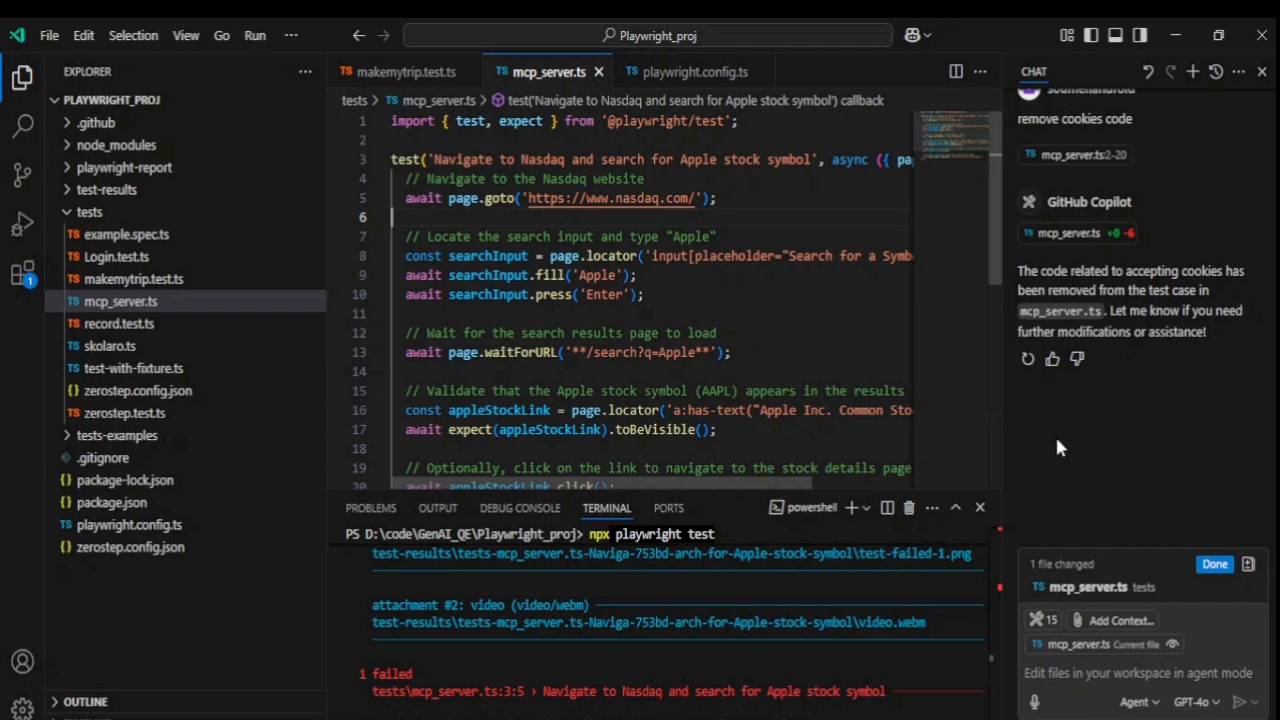 File Edit Selection View Go Run ···
Playwright_proj
EXPLORER
PLAYWRIGHT_PROJ
.github
node_modules
playwright-report
test-results
tests
example.spec.ts
Login.test.ts
makemytrip.test.ts
TS mcp_server.ts
record.test.ts
TS skolaro.ts
test-with-fixture.ts
{} zerostep.config.json
TS zerostep.test.ts
tests-examples
.gitignore
{} package-lock.json
{} package.json
TS playwright.config.ts
{} zerostep.config.json
OUTLINE
1
TS makemytrip.test.ts
TS mcp_server.ts
TS playwright.config.ts
tests > TS mcp_server.ts > test('Navigate to Nasdaq and search for Apple stock symbol') callback
1 import { test, expect } from '@playwright/test';
2
3 test('Navigate to Nasdaq and search for Apple stock symbol', async ({ pa
4 // Navigate to the Nasdaq website
5 await page.goto('https://www.nasdaq.com/');
6
7 // Locate the search input and type "Apple"
8 const searchInput = page.locator('input[placeholder="Search for a Symb
9 await searchInput.fill('Apple');
10 await searchInput.press('Enter');
11
12 // Wait for the search results page to load
13 await page.waitForURL('**/search?q=Apple**');
14
15 // Validate that the Apple stock symbol (AAPL) appears in the results
16 const appleStockLink = page.locator('a:has-text("Apple Inc. Common Sto
17 await expect(appleStockLink).toBeVisible();
18
19 // Optionally, click on the link to navigate to the stock details page
20 await appleStockLink.click();
PROBLEMS OUTPUT DEBUG CONSOLE TERMINAL PORTS
powershell
PS D:\code\GenAI_QE\Playwright_proj> npx playwright test
test-results\tests-mcp_server.ts-Naviga-753bd-arch-for-Apple-stock-symbol\test-failed-1.png
attachment #2: video (video/webm)
test-results\tests-mcp_server.ts-Naviga-753bd-arch-for-Apple-stock-symbol\video.webm
1 failed
tests\mcp_server.ts:3:5 › Navigate to Nasdaq and search for Apple stock symbol
CHAT
remove cookies code
TS mcp_server.ts:2-20
GitHub Copilot
TS mcp_server.ts +0 -6
The code related to accepting cookies has
been removed from the test case in
mcp_server.ts. Let me know if you need
further modifications or assistance!
1 file changed
Done
TS mcp_server.ts tests
15
Add Context...
TS mcp_server.ts Current file
Edit files in your workspace in agent mode
Agent
GPT-4o